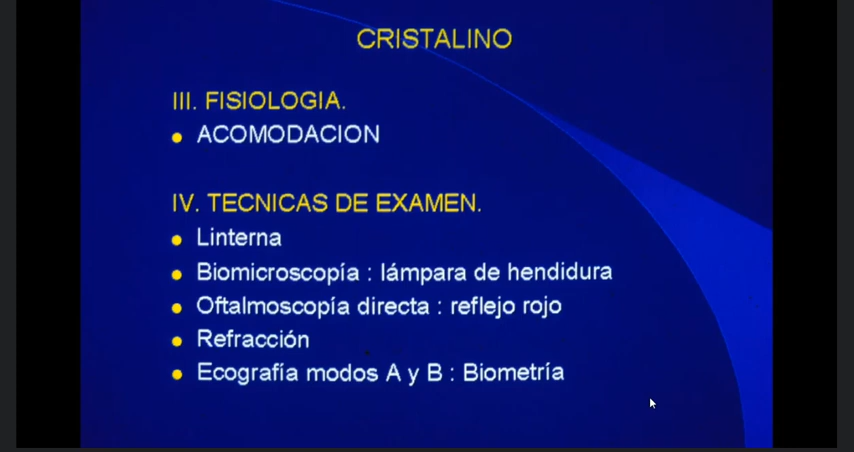 CRISTALINO
III. FISIOLOGIA.
ACOMODACION
IV. TECNICAS DE EXAMEN.
Linterna
Biomicroscopía : lámpara de hendidura
Oftalmoscopía directa : reflejo rojo
Refracción
Ecografía modos A y B : Biometría